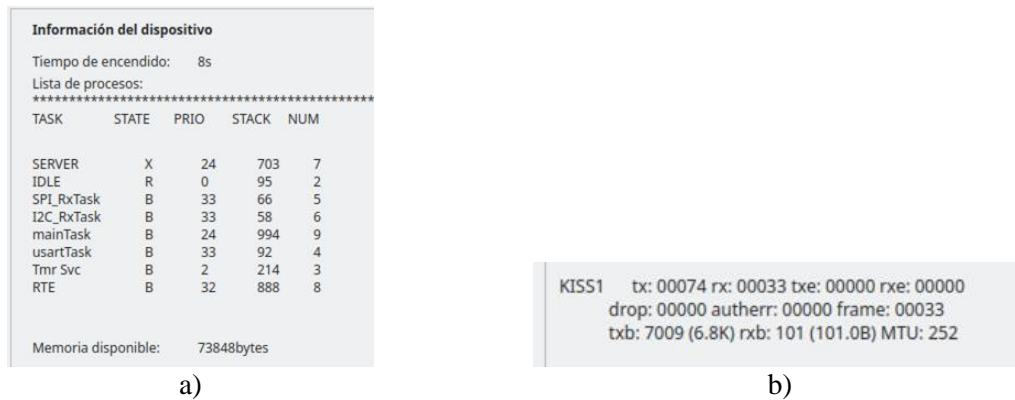 Información del dispositivo
Tiempo de encendido: 8s
Lista de procesos:
***********************************************
TASK STATE PRIO STACK NUM
SERVER X 24 703 7
IDLE R 0 95 2
SPI_RxTask B 33 66 5
I2C_RxTask B 33 58 6
mainTask B 24 994 9
usartTask B 33 92 4
Tmr Svc B 2 214 3
RTE B 32 888 8
Memoria disponible: 73848bytes
a)
KISS1 tx: 00074 rx: 00033 txe: 00000 rxe: 00000
drop: 00000 autherr: 00000 frame: 00033
txb: 7009 (6.8K) rxb: 101 (101.0B) MTU: 252
b)